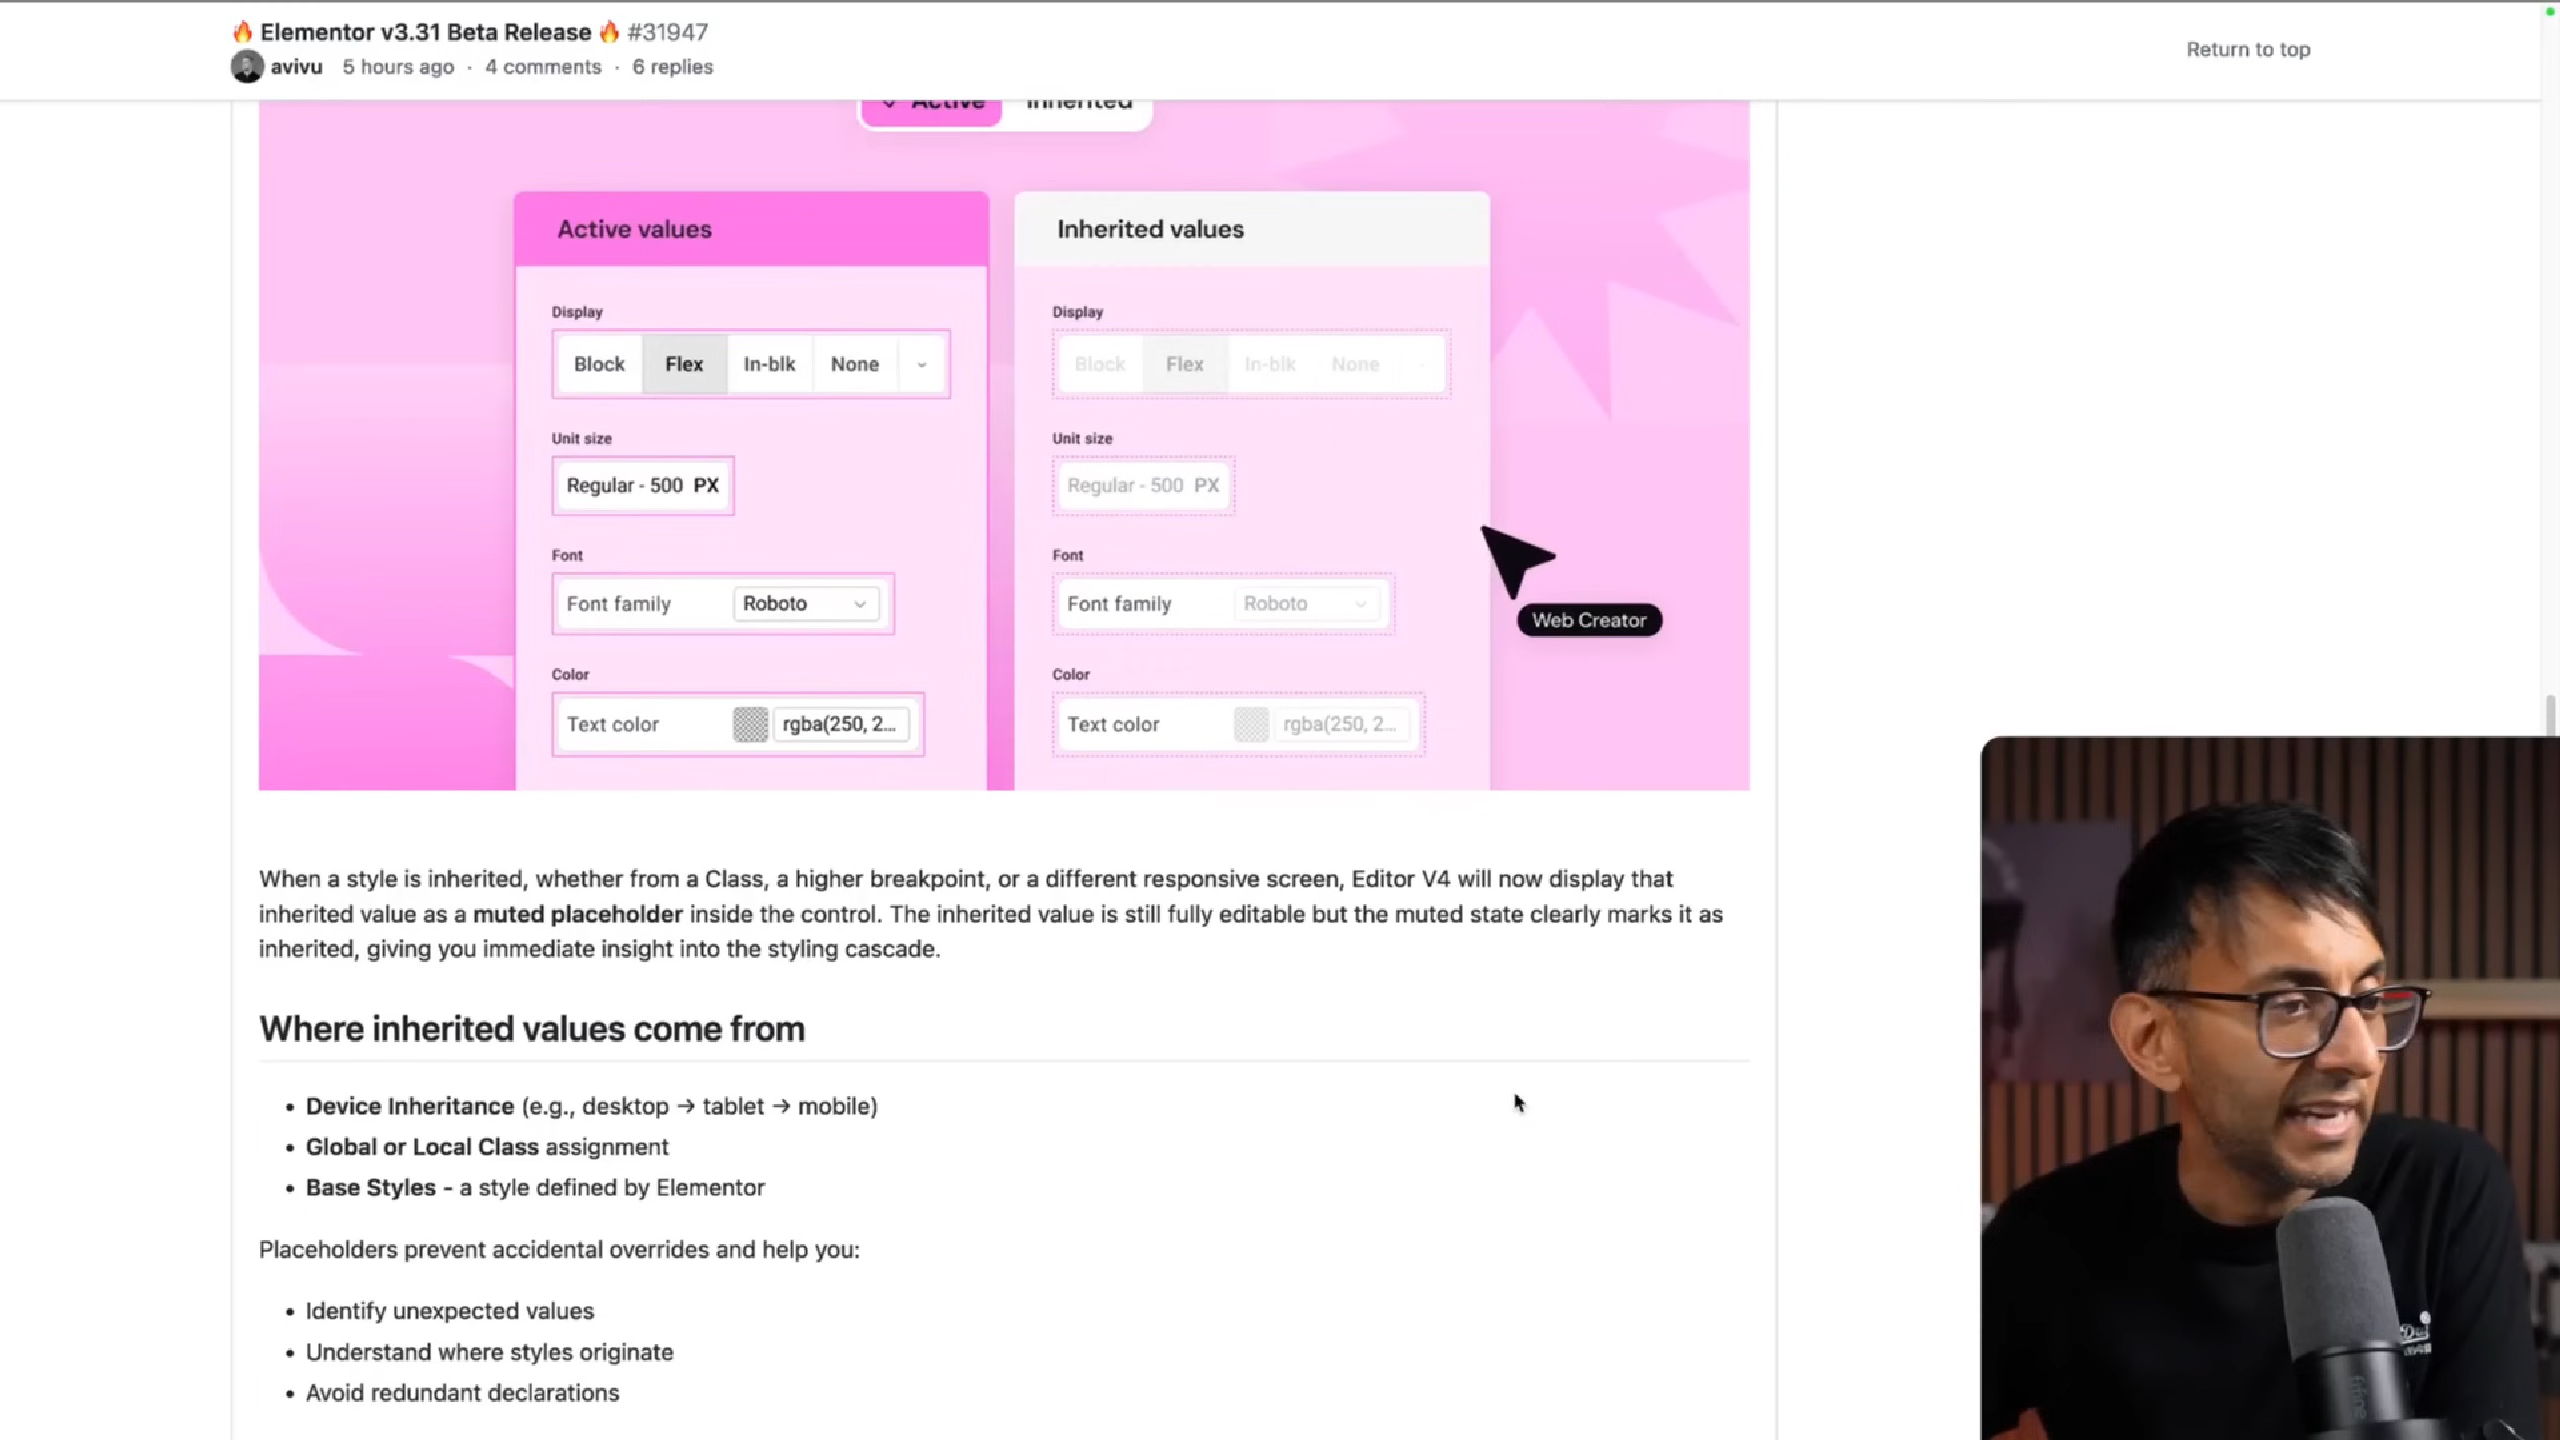 🔥 Elementor v3.31 Beta Release 🔥 #31947
avivu 5 hours ago · 4 comments · 6 replies
Return to top
Active Inherited
Active values
Display
Block Flex In-blk None
Unit size
Regular - 500 PX
Font
Font family Roboto
Color
Text color rgba(250, 2...
Inherited values
Display
Block Flex In-blk None
Unit size
Regular - 500 PX
Font
Font family Roboto
Color
Text color rgba(250, 2...
Web Creator
When a style is inherited, whether from a Class, a higher breakpoint, or a different responsive screen, Editor V4 will now display that
inherited value as a muted placeholder inside the control. The inherited value is still fully editable but the muted state clearly marks it as
inherited, giving you immediate insight into the styling cascade.
Where inherited values come from
• Device Inheritance (e.g., desktop → tablet → mobile)
• Global or Local Class assignment
• Base Styles - a style defined by Elementor
Placeholders prevent accidental overrides and help you:
• Identify unexpected values
• Understand where styles originate
• Avoid redundant declarations